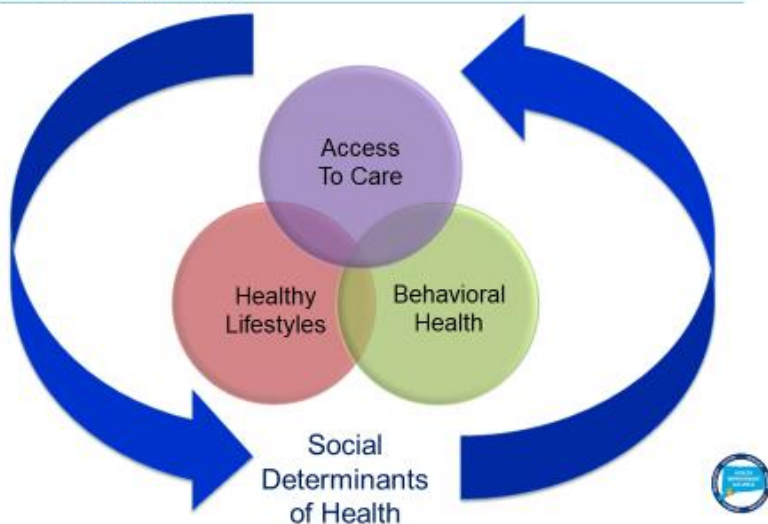 Access
To Care
Healthy
Lifestyles
Behavioral
Health
Social
Determinants
of Health